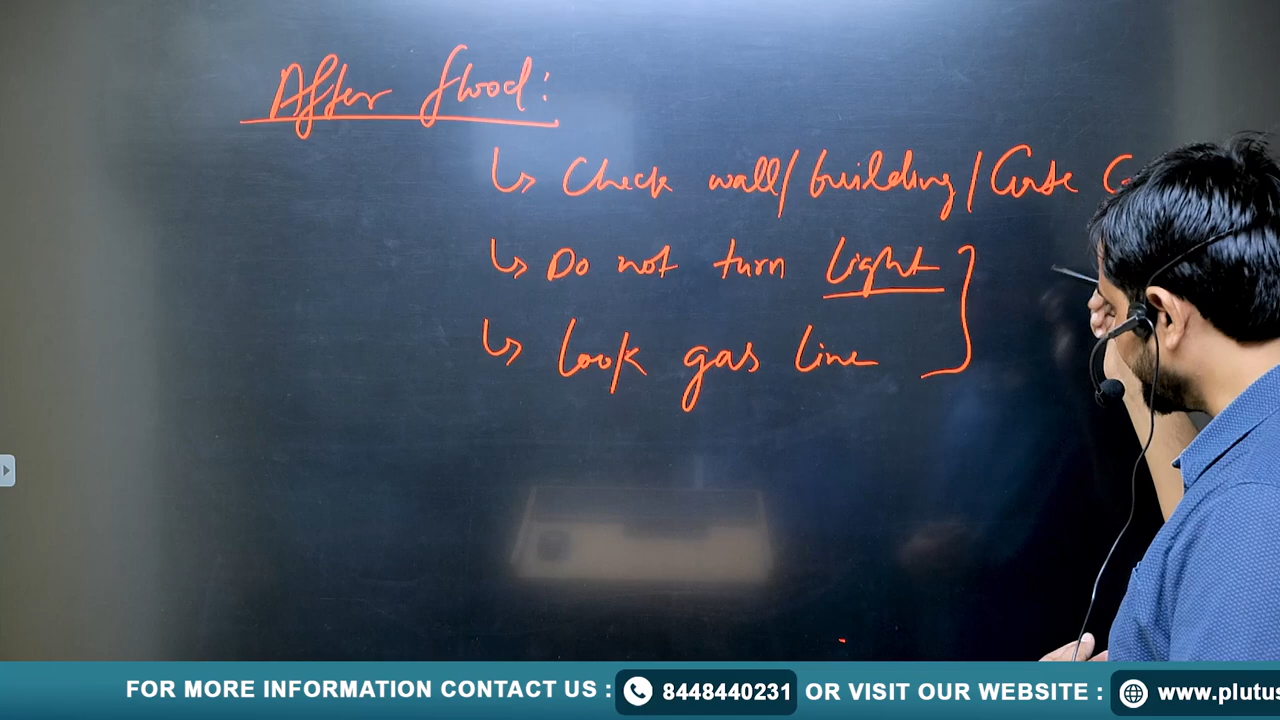 After flood:
↳ Check wall/building/
↳ Do not turn light
↳ Look gas line
FOR MORE INFORMATION CONTACT US : 8448440231 OR VISIT OUR WEBSITE : www.plutus